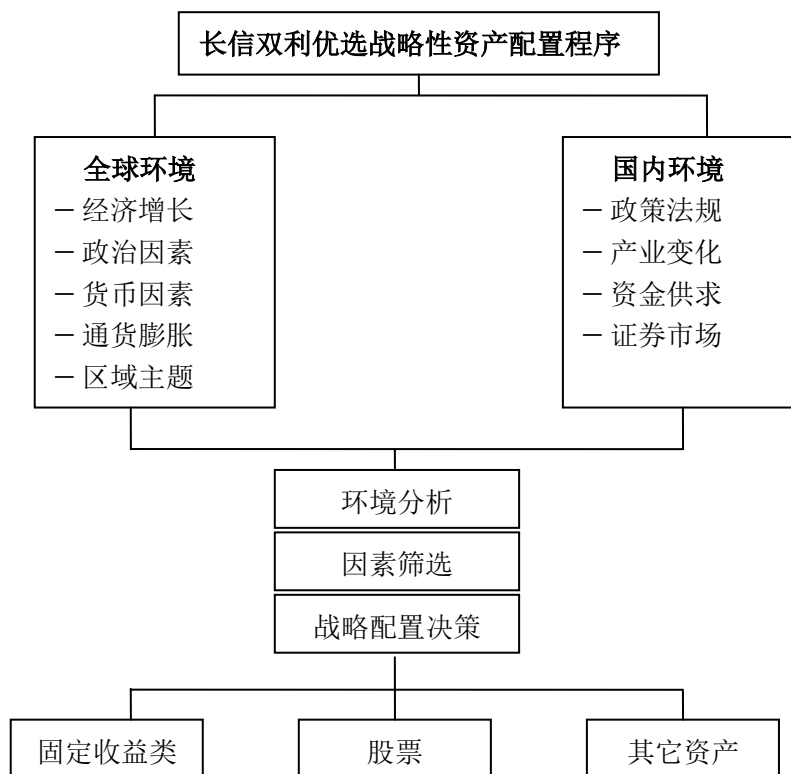 长信双利优选战略性资产配置程序
全球环境
－ 经济增长
－ 政治因素
－ 货币因素
－ 通货膨胀
－ 区域主题
国内环境
－ 政策法规
－ 产业变化
－ 资金供求
－ 证券市场
环境分析
因素筛选
战略配置决策
固定收益类
股票
其它资产